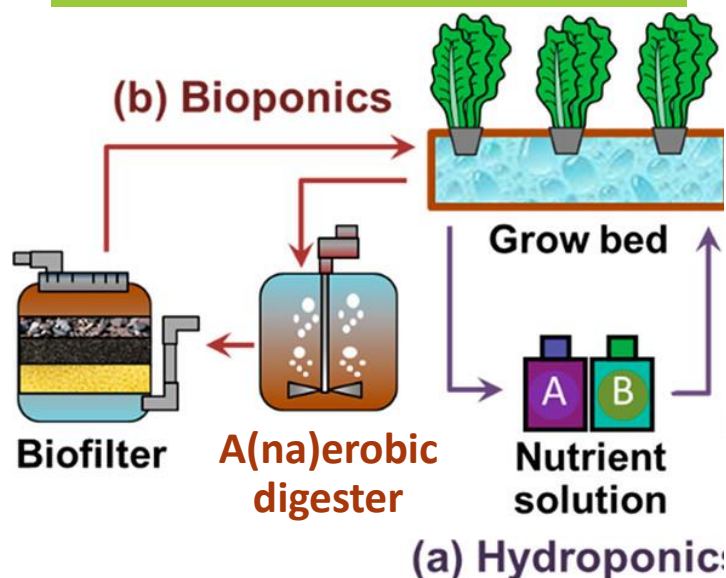 (b) Bioponics
Grow bed
Biofilter
A(na)erobic
digester
A
B
Nutrient
solution
(a) Hydroponics